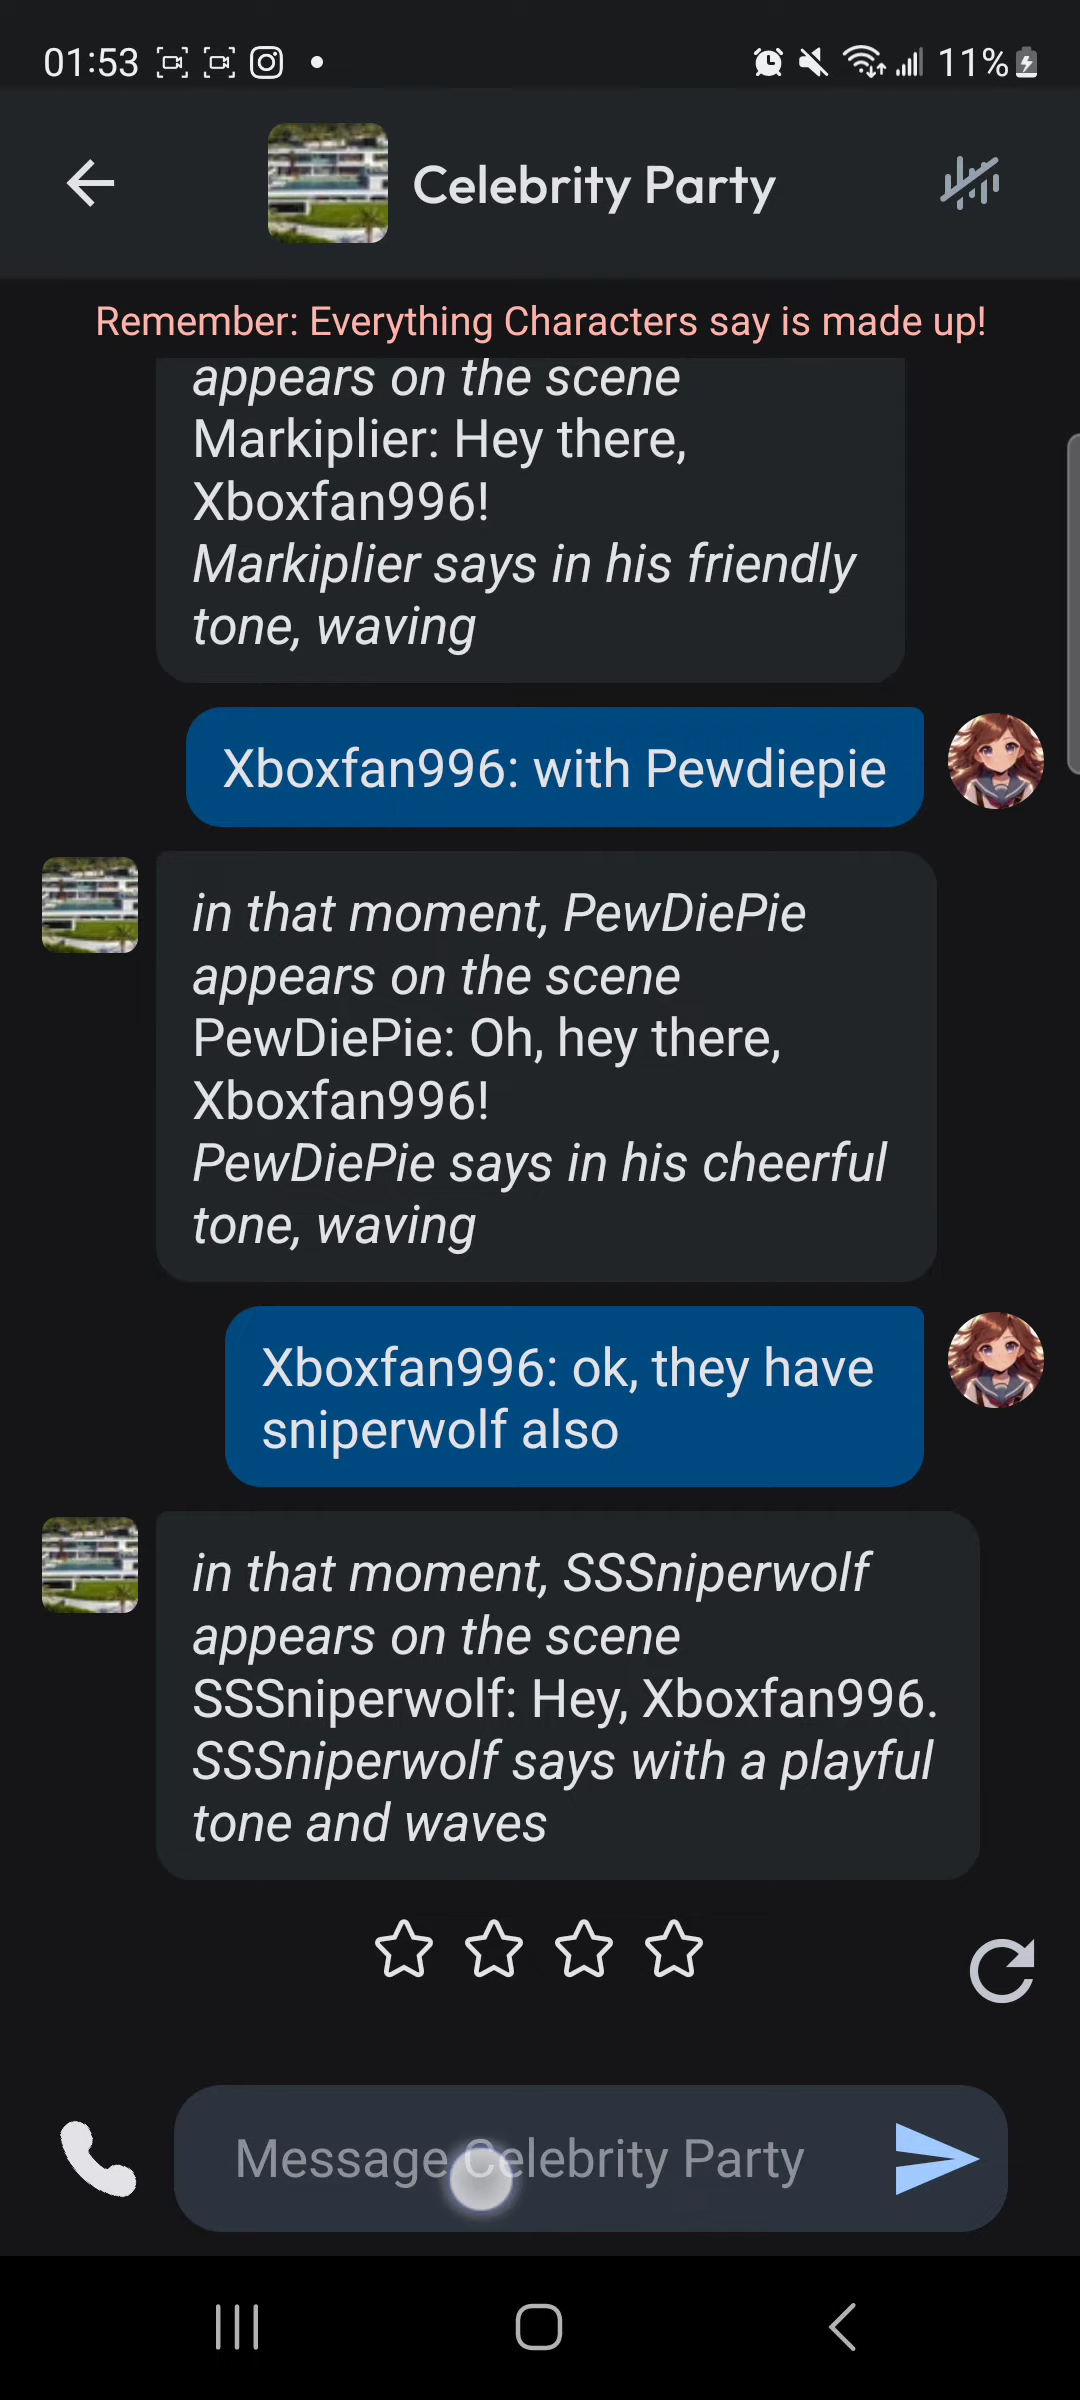 01:53
11%
Celebrity Party
Remember: Everything Characters say is made up!
appears on the scene
Markiplier: Hey there,
Xboxfan996!
Markiplier says in his friendly
tone, waving
Xboxfan996: with Pewdiepie
in that moment, PewDiePie
appears on the scene
PewDiePie: Oh, hey there,
Xboxfan996!
PewDiePie says in his cheerful
tone, waving
Xboxfan996: ok, they have
sniperwolf also
in that moment, SSSniperwolf
appears on the scene
SSSniperwolf: Hey, Xboxfan996.
SSSniperwolf says with a playful
tone and waves
Message Celebrity Party